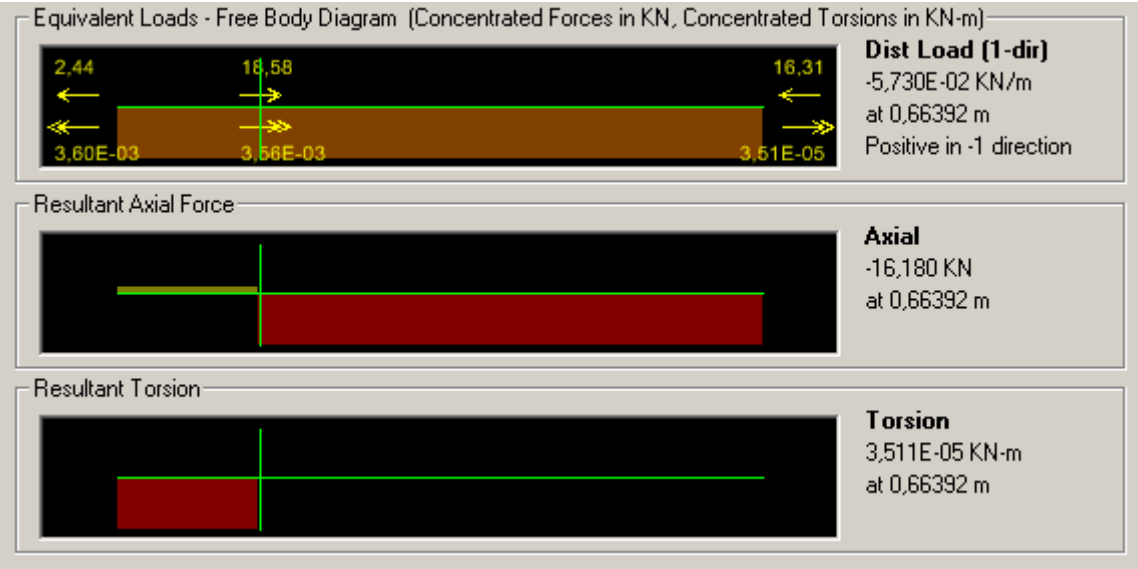 Equivalent Loads - Free Body Diagram (Concentrated Forces in KN, Concentrated Torsions in KN-m)
2,44 18,58 16,31
3,60E-03 3,56E-03 3,51E-05
Dist Load (1-dir)
-5,730E-02 KN/m
at 0,66392 m
Positive in -1 direction
Resultant Axial Force
Axial
-16,180 KN
at 0,66392 m
Resultant Torsion
Torsion
3,511E-05 KN-m
at 0,66392 m